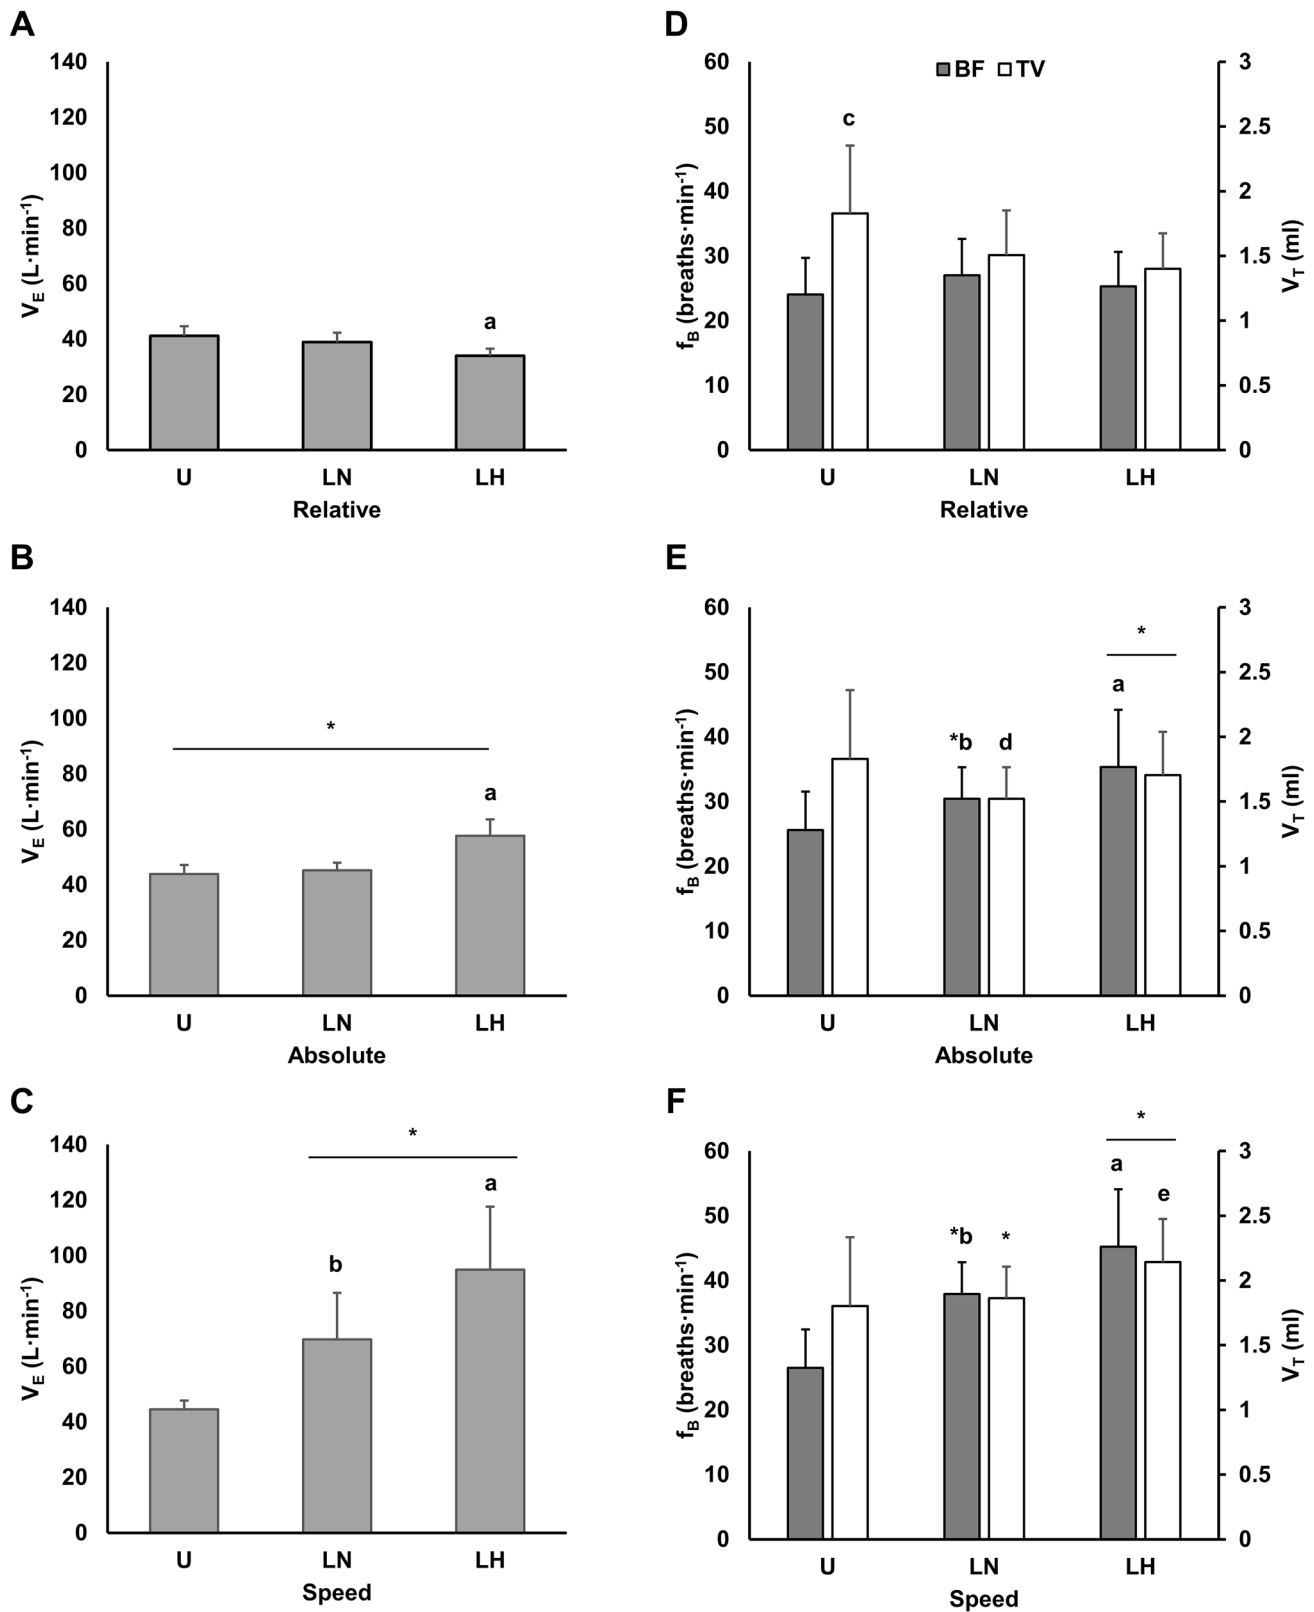 A
140
120
100
80
60
40
20
0
V_E (L·min⁻¹)
a
U LN LH
Relative
D
BF TV
60
50
40
30
20
10
0
f_B (breaths·min⁻¹)
c
3
2.5
2
1.5
1
0.5
0
V_T (ml)
U LN LH
Relative
B
140
120
100
80
60
40
20
0
V_E (L·min⁻¹)
*
a
U LN LH
Absolute
E
60
50
40
30
20
10
0
f_B (breaths·min⁻¹)
*
a
*b d
3
2.5
2
1.5
1
0.5
0
V_T (ml)
U LN LH
Absolute
C
140
120
100
80
60
40
20
0
V_E (L·min⁻¹)
*
a
b
U LN LH
Speed
F
60
50
40
30
20
10
0
f_B (breaths·min⁻¹)
*
a
e
*b *
3
2.5
2
1.5
1
0.5
0
V_T (ml)
U LN LH
Speed